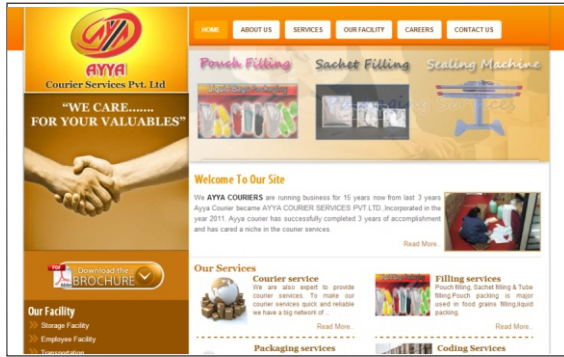 HOME
ABOUT US
SERVICES
OUR FACILITY
CAREERS
CONTACT US
AYYA
Courier Services Pvt. Ltd
"WE CARE.......
FOR YOUR VALUABLES"
Pouch Filling
Sachet Filling
Sealing Machine
Packaging Services
Welcome To Our Site
We AYYA COURIERS are running business for 15 years now from last 3 years
Ayya Courier became AYYA COURIER SERVICES PVT LTD.,Incorporated in the
year 2011. Ayya courier has successfully completed 3 years of accomplishment
and has cared a niche in the courier services.
Read More..
Download the
BROCHURE
PDF
Our Facility
Storage Facility
Employee Facility
Transportation
Our Services
Courier service
We are also expert to provide
courier services. To make our
courier services quick and reliable
we have a big network of ..
Read More..
Filling services
Pouch filling, Sachet filling & Tube
filling.Pouch packing is major
used in food grains filling,liquid
packing.
Read More..
Packaging services
Coding Services